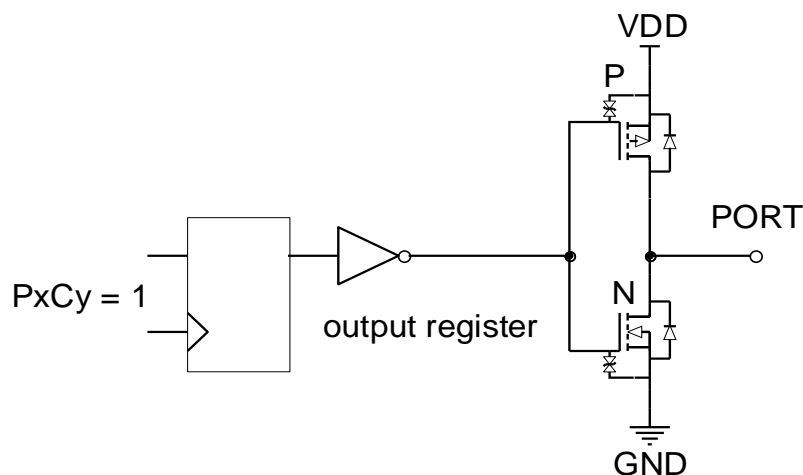 VDD
P
PORT
PxCy = 1
N
output register
GND